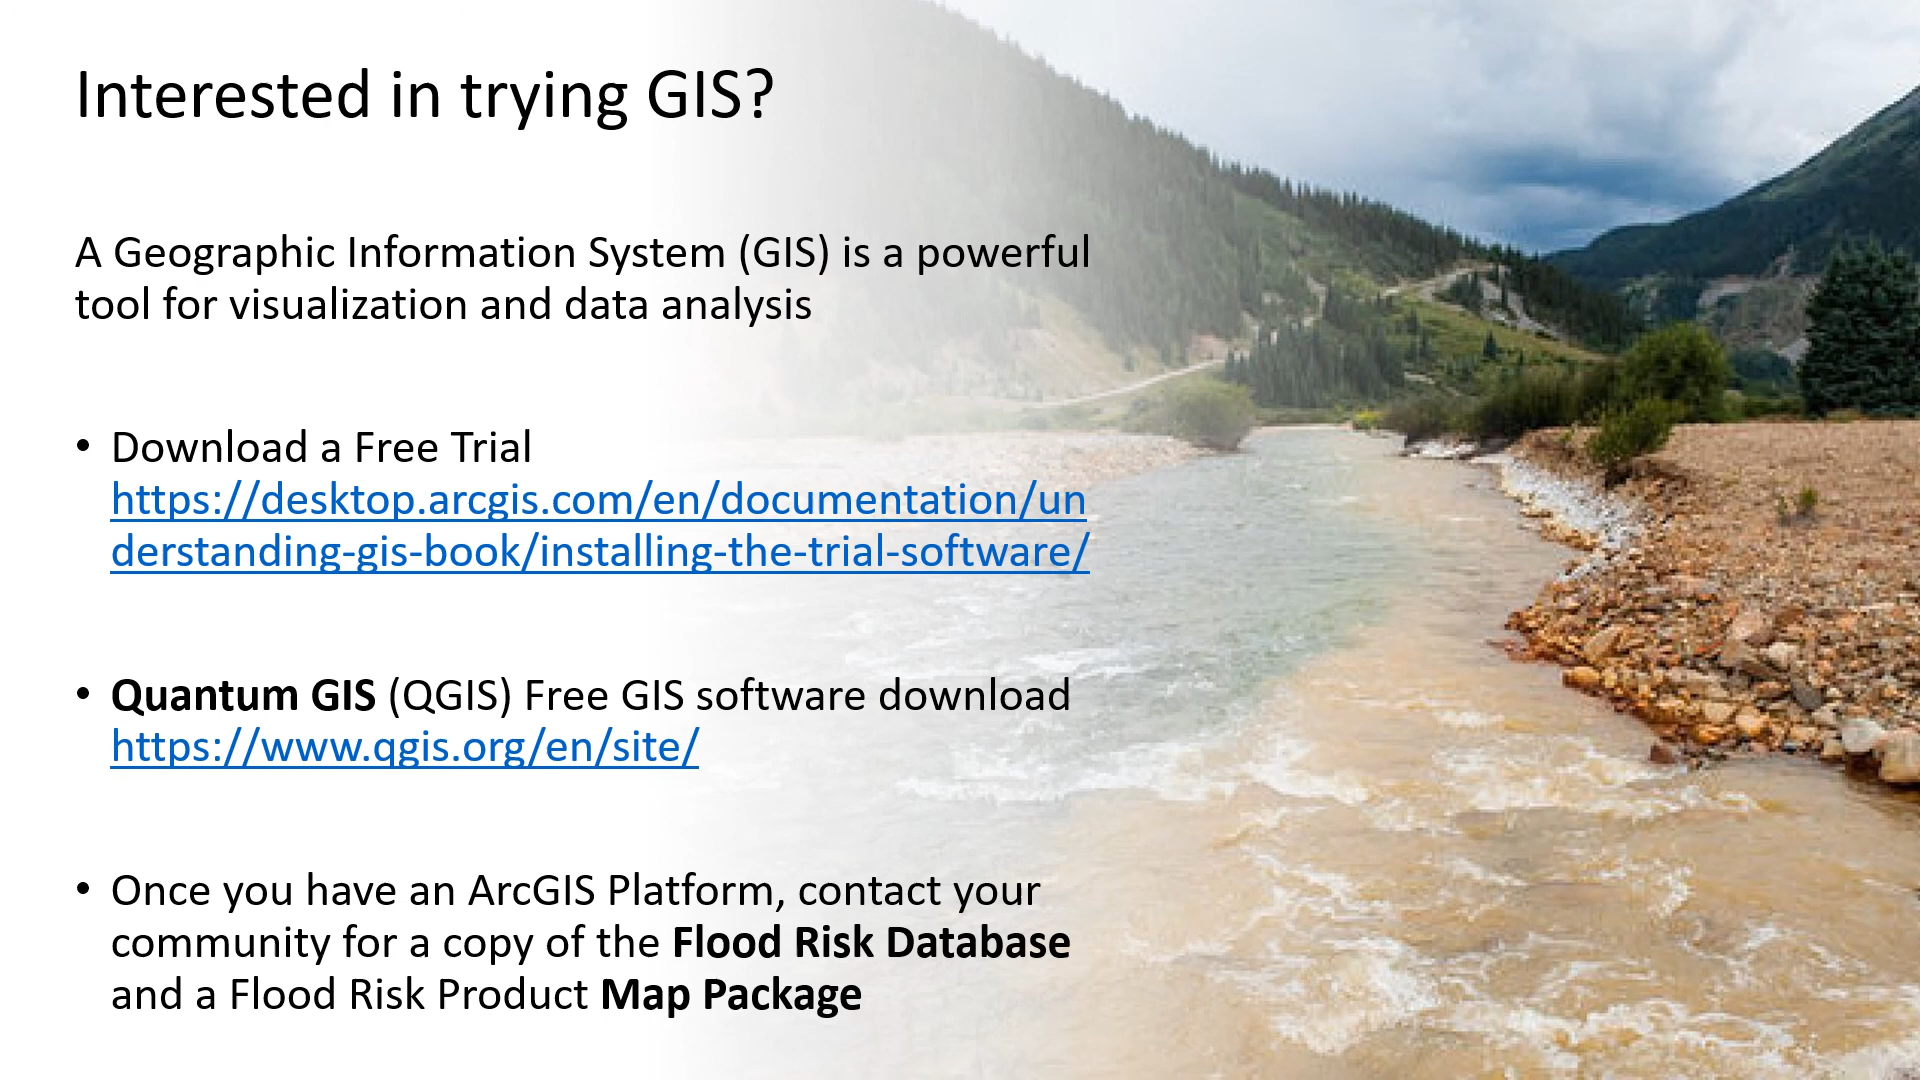 Interested in trying GIS?
A Geographic Information System (GIS) is a powerful
tool for visualization and data analysis
• Download a Free Trial
https://desktop.arcgis.com/en/documentation/un
derstanding-gis-book/installing-the-trial-software/
• Quantum GIS (QGIS) Free GIS software download
https://www.qgis.org/en/site/
• Once you have an ArcGIS Platform, contact your
community for a copy of the Flood Risk Database
and a Flood Risk Product Map Package